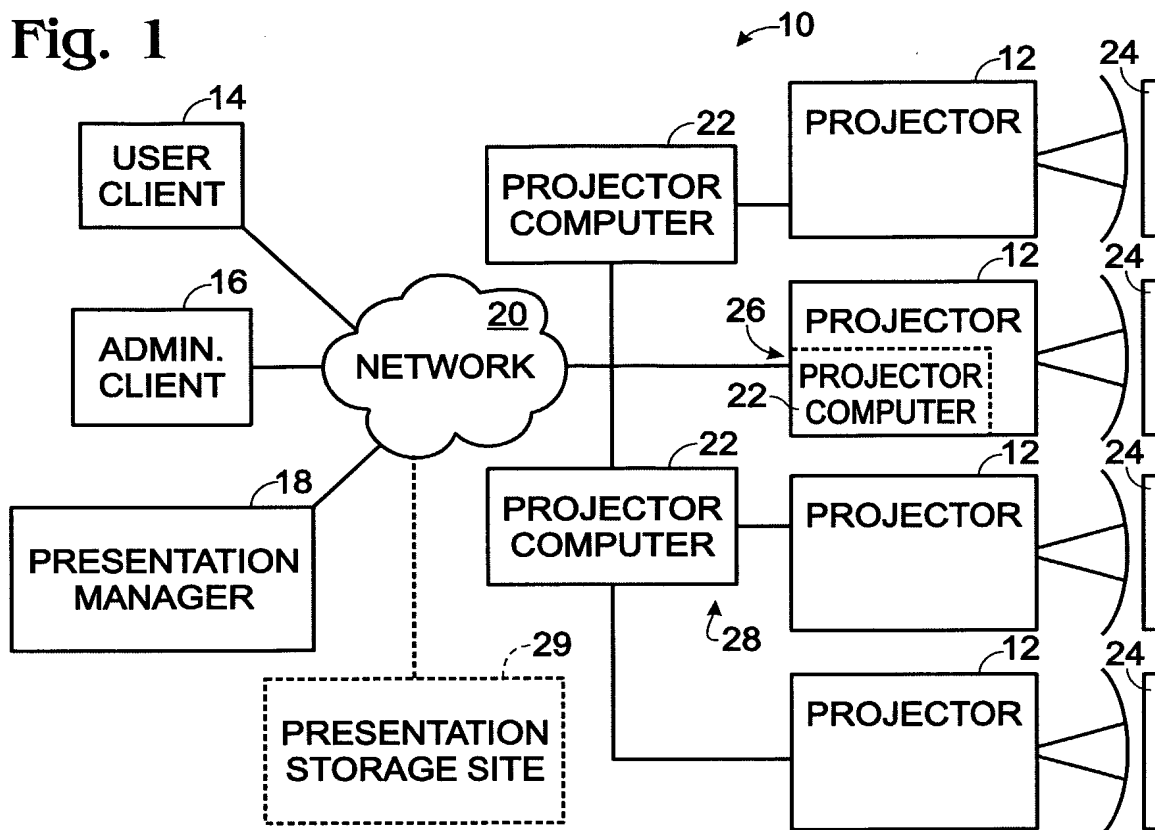 Fig. 1
10
12
24
14
22
PROJECTOR
USER
CLIENT
PROJECTOR
COMPUTER
16
20
12
24
26
PROJECTOR
ADMIN.
CLIENT
NETWORK
PROJECTOR
22 COMPUTER
22
12
24
18
PROJECTOR
COMPUTER
PROJECTOR
PRESENTATION
MANAGER
28
29
12
24
PROJECTOR
PRESENTATION
STORAGE SITE